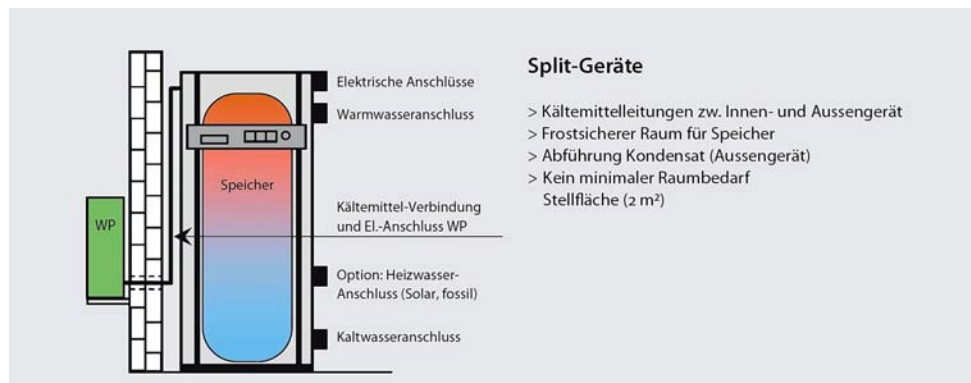 Split-Geräte
> Kältemittelleitungen zw. Innen- und Aussengerät
> Frostsicherer Raum für Speicher
> Abführung Kondensat (Aussengerät)
> Kein minimaler Raumbedarf
Stellfläche (2 m²)
Elektrische Anschlüsse
Warmwasseranschluss
Speicher
WP
Kältemittel-Verbindung
und El.-Anschluss WP
Option: Heizwasser-
Anschluss (Solar, fossil)
Kaltwasseranschluss